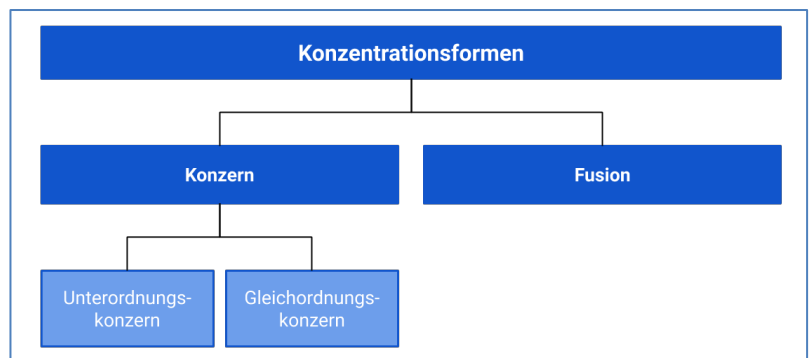 Konzentrationsformen
Konzern
Fusion
Unterordnungs-
konzern
Gleichordnungs-
konzern